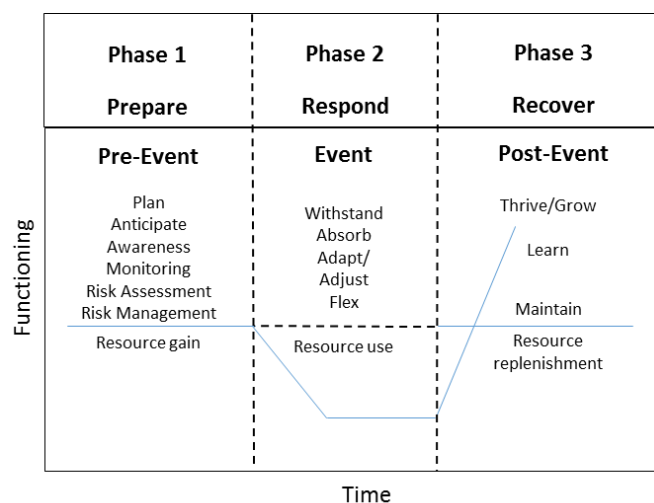 Phase 1
Prepare
Phase 2
Respond
Phase 3
Recover
Functioning
Pre-Event
Plan
Anticipate
Awareness
Monitoring
Risk Assessment
Risk Management
Resource gain
Event
Withstand
Absorb
Adapt/
Adjust
Flex
Resource use
Post-Event
Thrive/Grow
Learn
Maintain
Resource
replenishment
Time